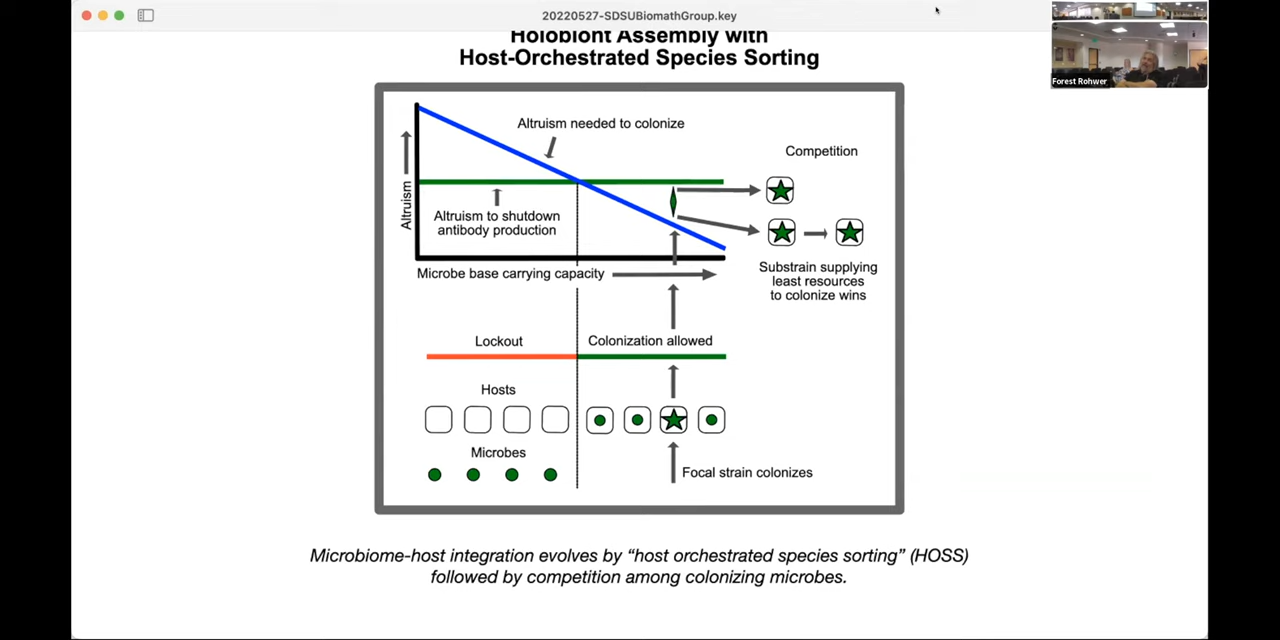 20220527-SDSUBiomathGroup.key
Holobiont Assembly with
Host-Orchestrated Species Sorting
Altruism needed to colonize
Competition
Altruism
Altruism to shutdown
antibody production
Microbe base carrying capacity
Substrain supplying
least resources
to colonize wins
Lockout
Colonization allowed
Hosts
Microbes
Focal strain colonizes
Microbiome-host integration evolves by “host orchestrated species sorting” (HOSS)
followed by competition among colonizing microbes.
Forest Rohwer